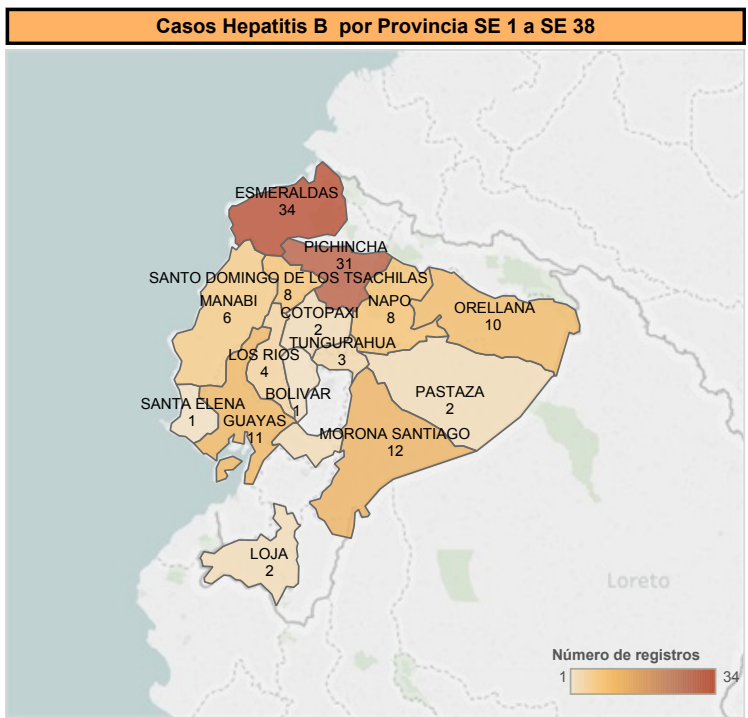 Casos Hepatitis B por Provincia SE 1 a SE 38
ESMERALDAS
34
PICHINCHA
31
SANTO DOMINGO DE LOS TSACHILAS
8
MANABI
6
NAPO
8
ORELLANA
10
COTOPAXI
2
TUNGURAHUA
3
LOS RIOS
4
PASTAZA
2
BOLIVAR
1
SANTA ELENA
1
GUAYAS
11
MORONA SANTIAGO
12
LOJA
2
Loreto
Número de registros
1
34